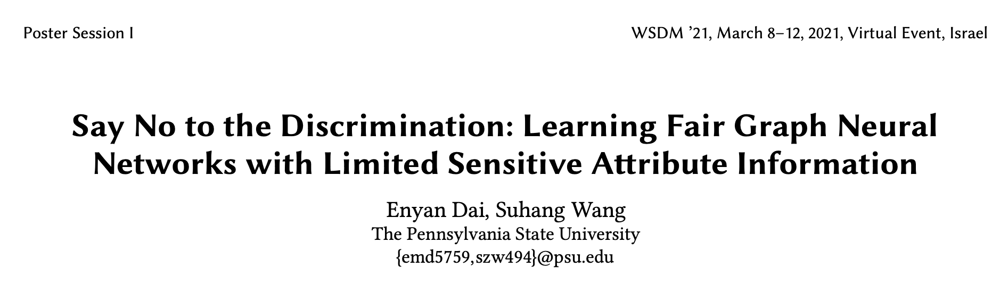 Poster Session I
WSDM ’21, March 8–12, 2021, Virtual Event, Israel
Say No to the Discrimination: Learning Fair Graph Neural
Networks with Limited Sensitive Attribute Information
Enyan Dai, Suhang Wang
The Pennsylvania State University
{emd5759,szw494}@psu.edu